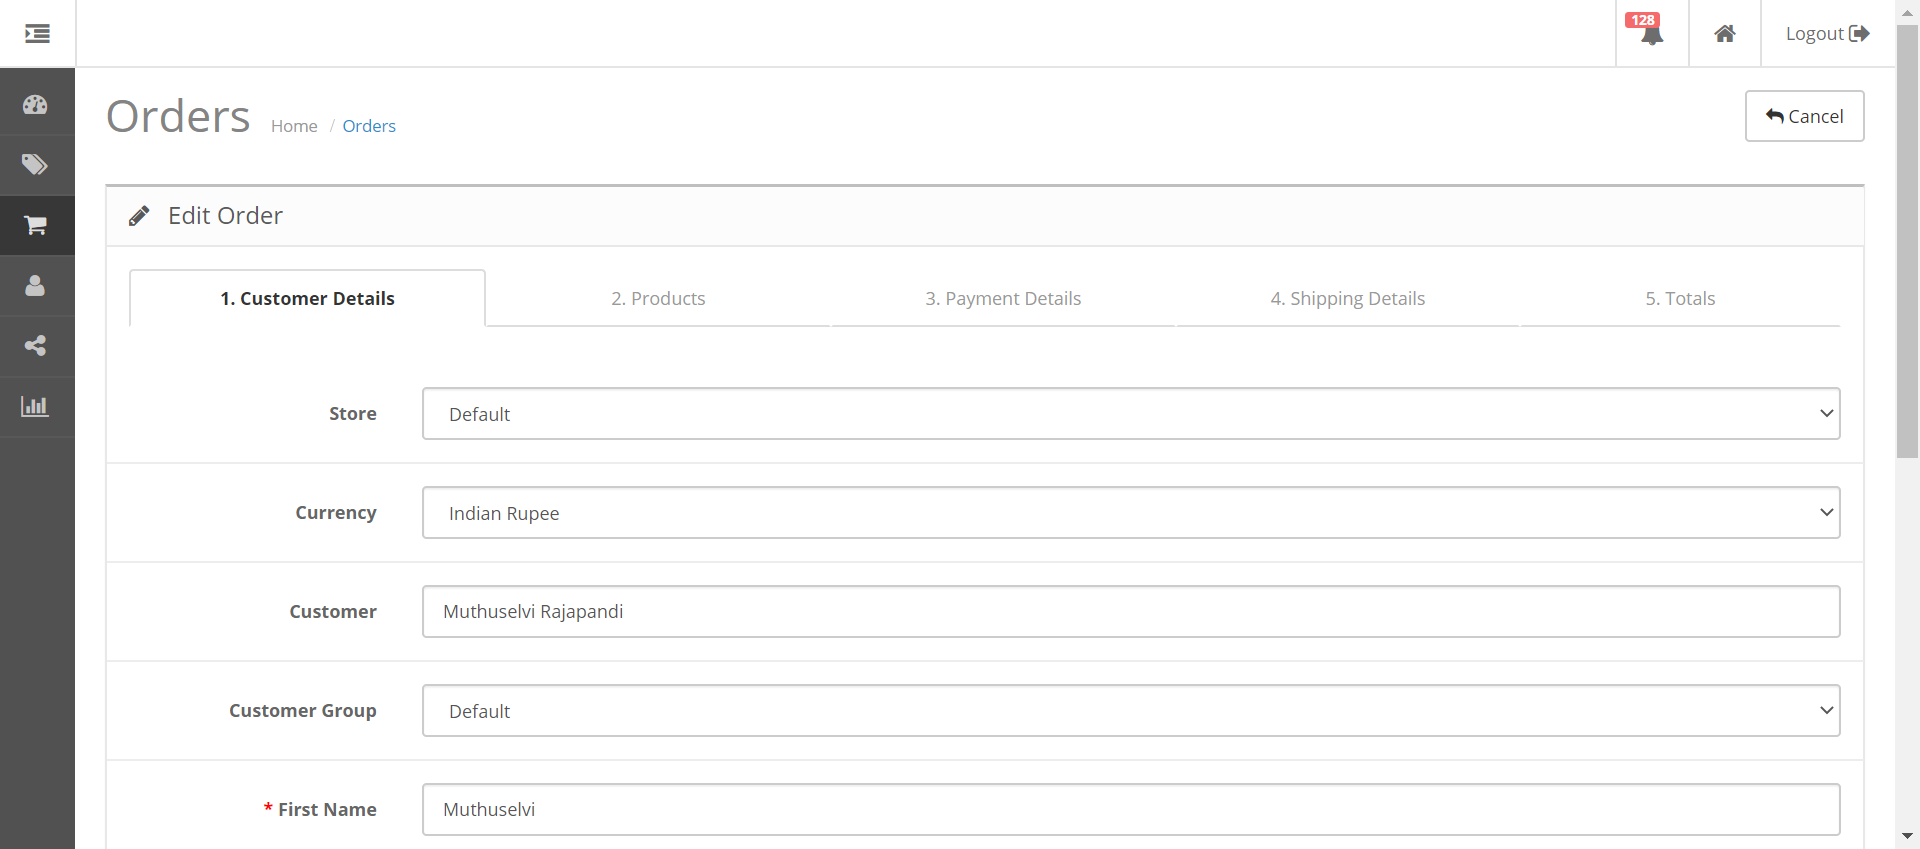 128
Logout
Orders Home / Orders
Cancel
Edit Order
1. Customer Details 2. Products 3. Payment Details 4. Shipping Details 5. Totals
Store Default
Currency Indian Rupee
Customer Muthuselvi Rajapandi
Customer Group Default
* First Name Muthuselvi